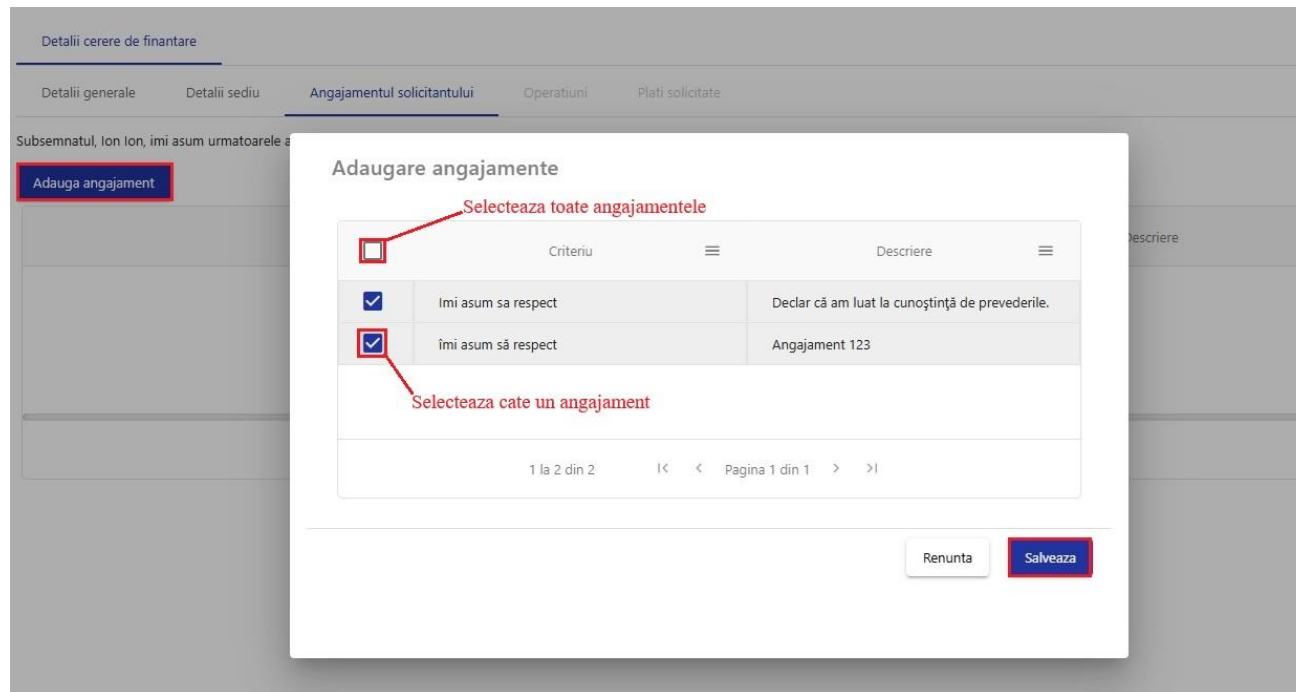 Detalii cerere de finantare
Detalii generale Detalii sediu Angajamentul solicitantului Operatiuni Plati solicitate
Subsemnatul, Ion Ion, imi asum urmatoarele a
Adauga angajament
Descriere
Adaugare angajamente
Selecteaza toate angajamentele
Criteriu Descriere
Imi asum sa respect Declar că am luat la cunoştinţă de prevederile.
îmi asum să respect Angajament 123
Selecteaza cate un angajament
1 la 2 din 2 Pagina 1 din 1
Renunta Salveaza